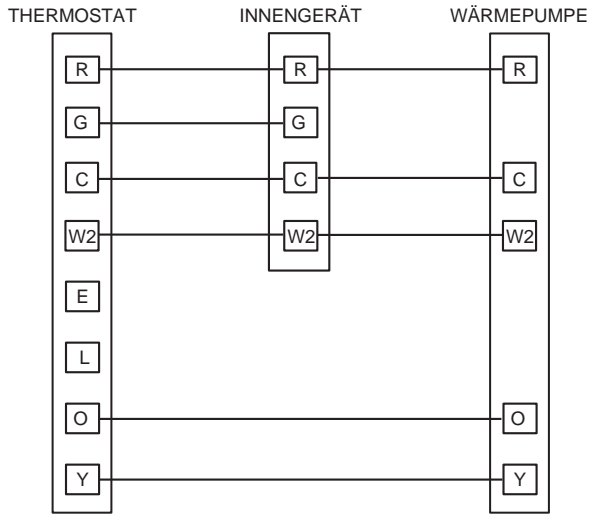 THERMOSTAT INNENGERÄT WÄRMEPUMPE
R R R
G G
C C C
W2 W2 W2
E
L
O O
Y Y